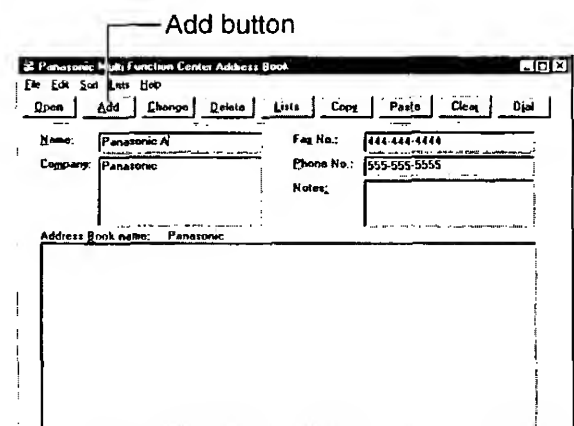 Add button
Panasonic Multi Function Center Address Book
File Edit Sort Lists Help
Open Add Change Delete Lists Copy Paste Clear Dial
Name: Panasonic A Fax No.: 444-444-4444
Company: Panasonic Phone No.: 555-555-5555
Notes:
Address Book name: Panasonic